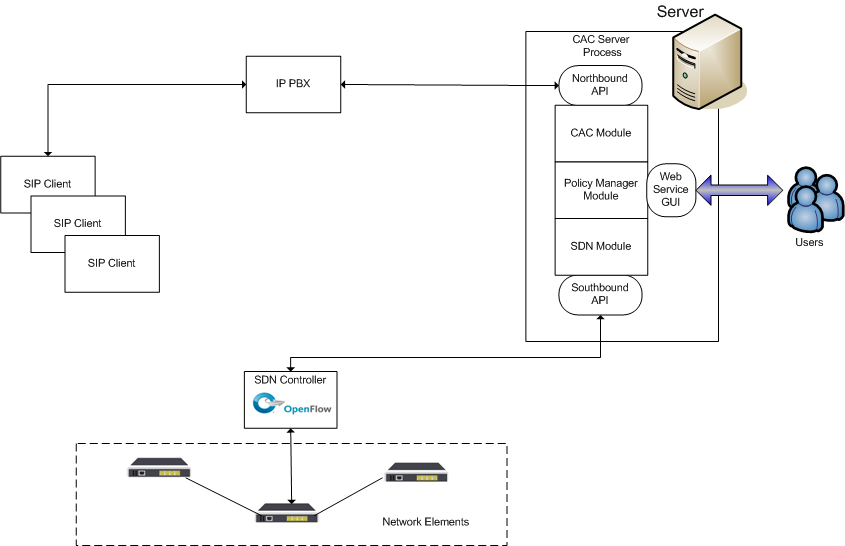 Server
CAC Server
Process
Northbound
API
IP PBX
CAC Module
SIP Client
SIP Client
SIP Client
Policy Manager
Module
Web
Service
GUI
Users
SDN Module
Southbound
API
SDN Controller
OpenFlow
Network Elements